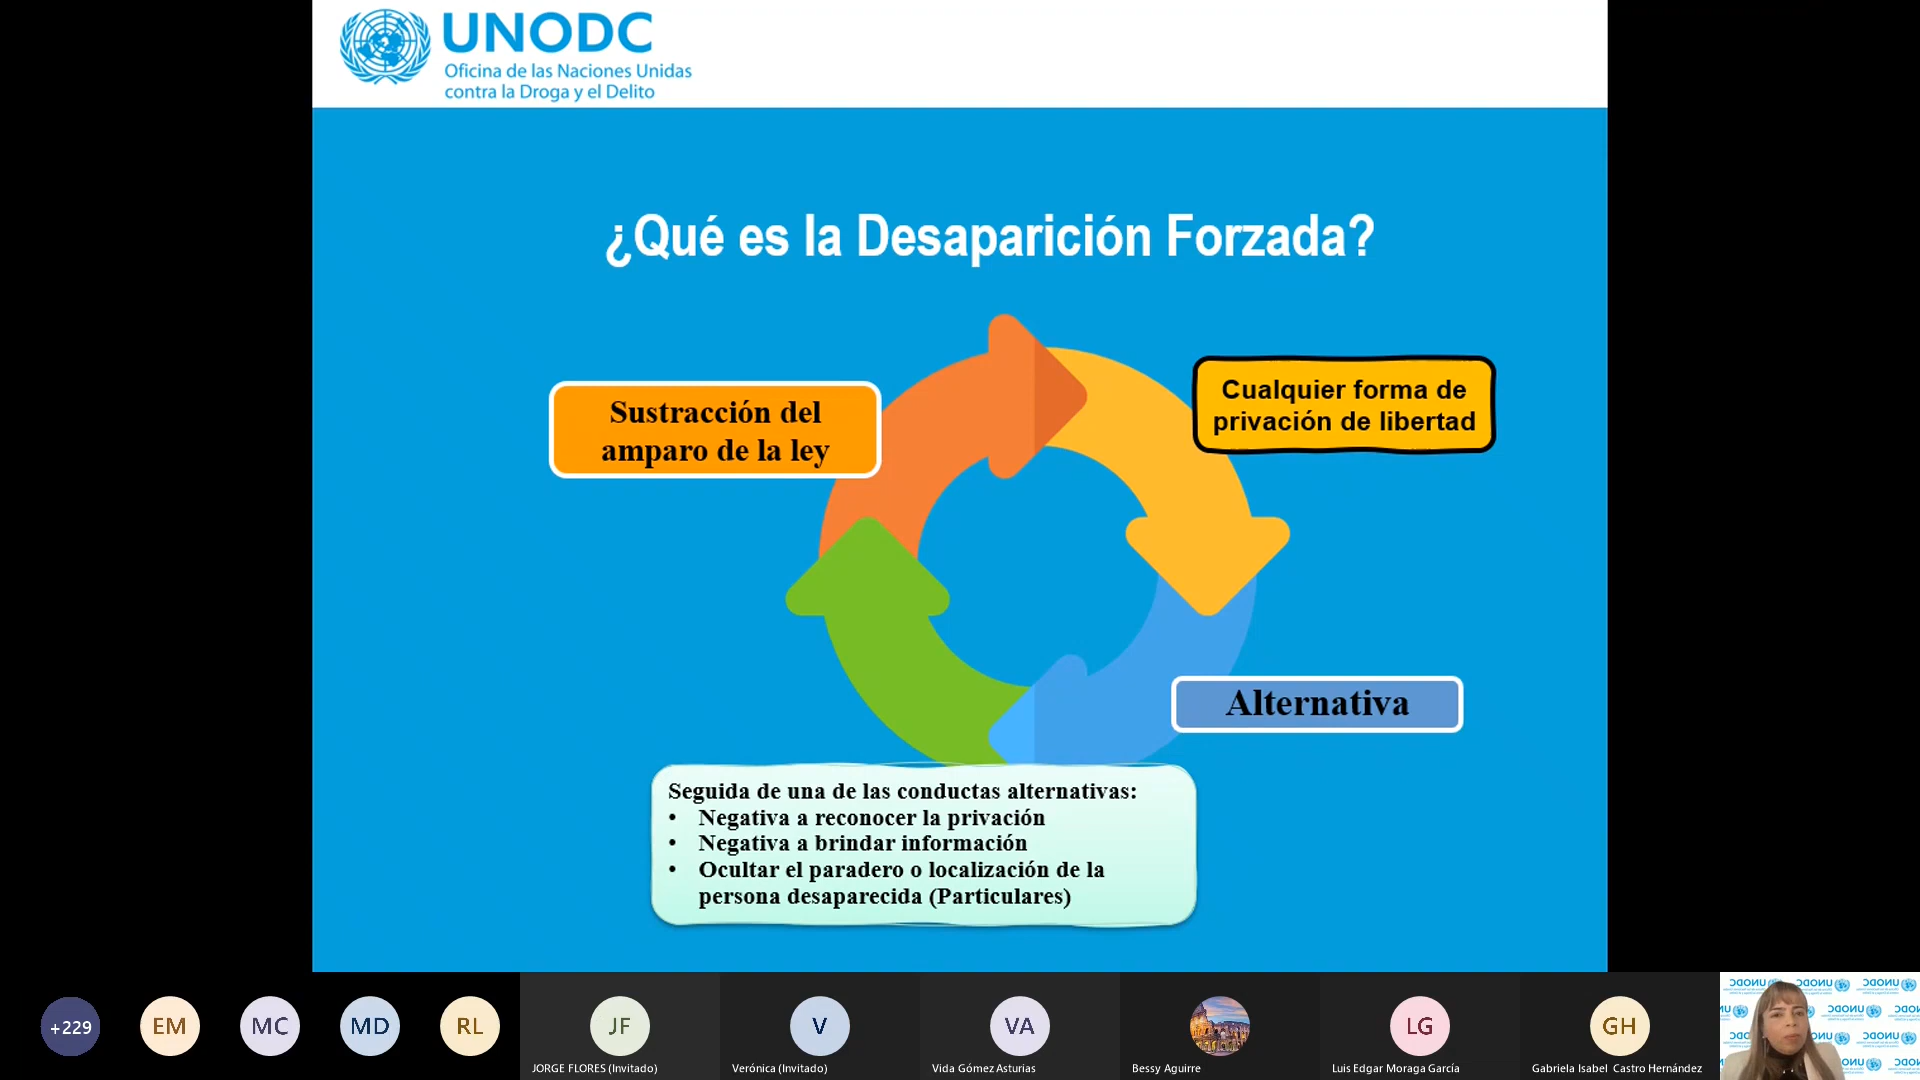 UNODC
Oficina de las Naciones Unidas
contra la Droga y el Delito
¿Qué es la Desaparición Forzada?
Sustracción del
amparo de la ley
Cualquier forma de
privación de libertad
Alternativa
Seguida de una de las conductas alternativas:
• Negativa a reconocer la privación
• Negativa a brindar información
• Ocultar el paradero o localización de la
persona desaparecida (Particulares)
+229
EM
MC
MD
RL
JF
JORGE FLORES (Invitado)
V
Verónica (Invitado)
VA
Vida Gómez Asturias
Bessy Aguirre
LG
Luis Edgar Moraga García
GH
Gabriela Isabel Castro Hernández